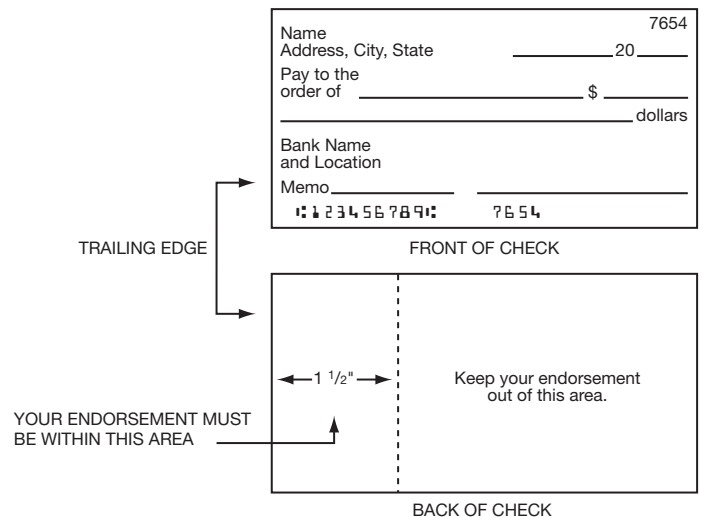 7654
Name
Address, City, State 20
Pay to the
order of $
dollars
Bank Name
and Location
Memo
⑆123456789⑆ 7654
TRAILING EDGE
FRONT OF CHECK
1 1/2"
Keep your endorsement
out of this area.
YOUR ENDORSEMENT MUST
BE WITHIN THIS AREA
BACK OF CHECK